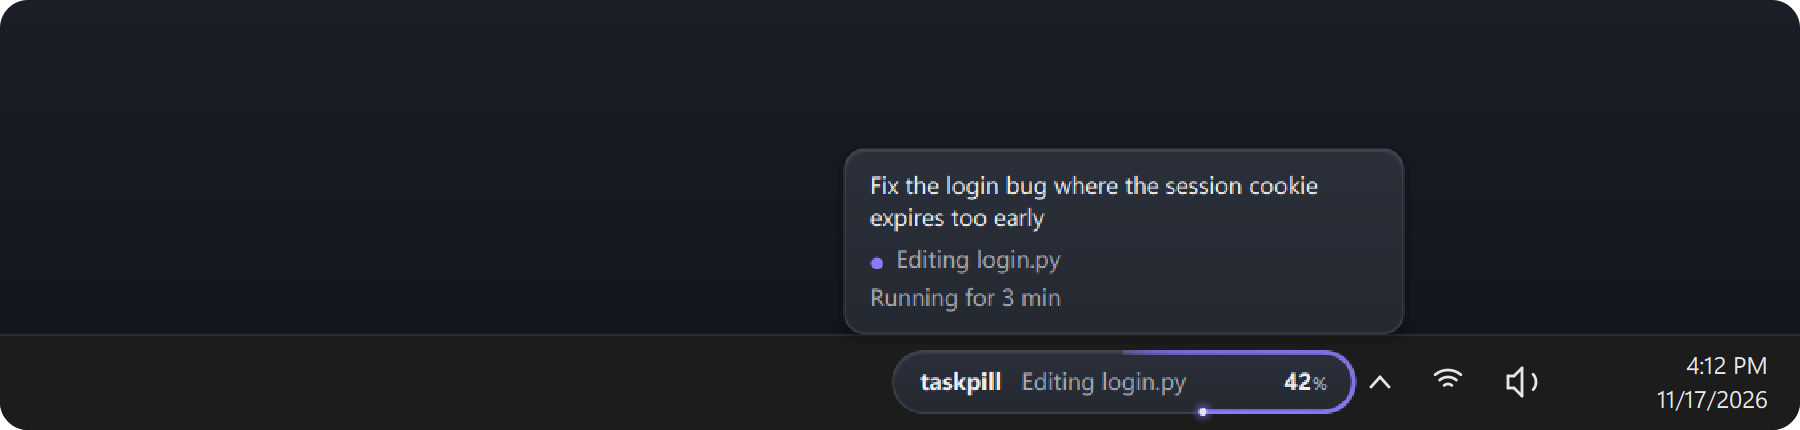 Fix the login bug where the session cookie
expires too early
Editing login.py
Running for 3 min
taskpill Editing login.py 42%
4:12 PM
11/17/2026